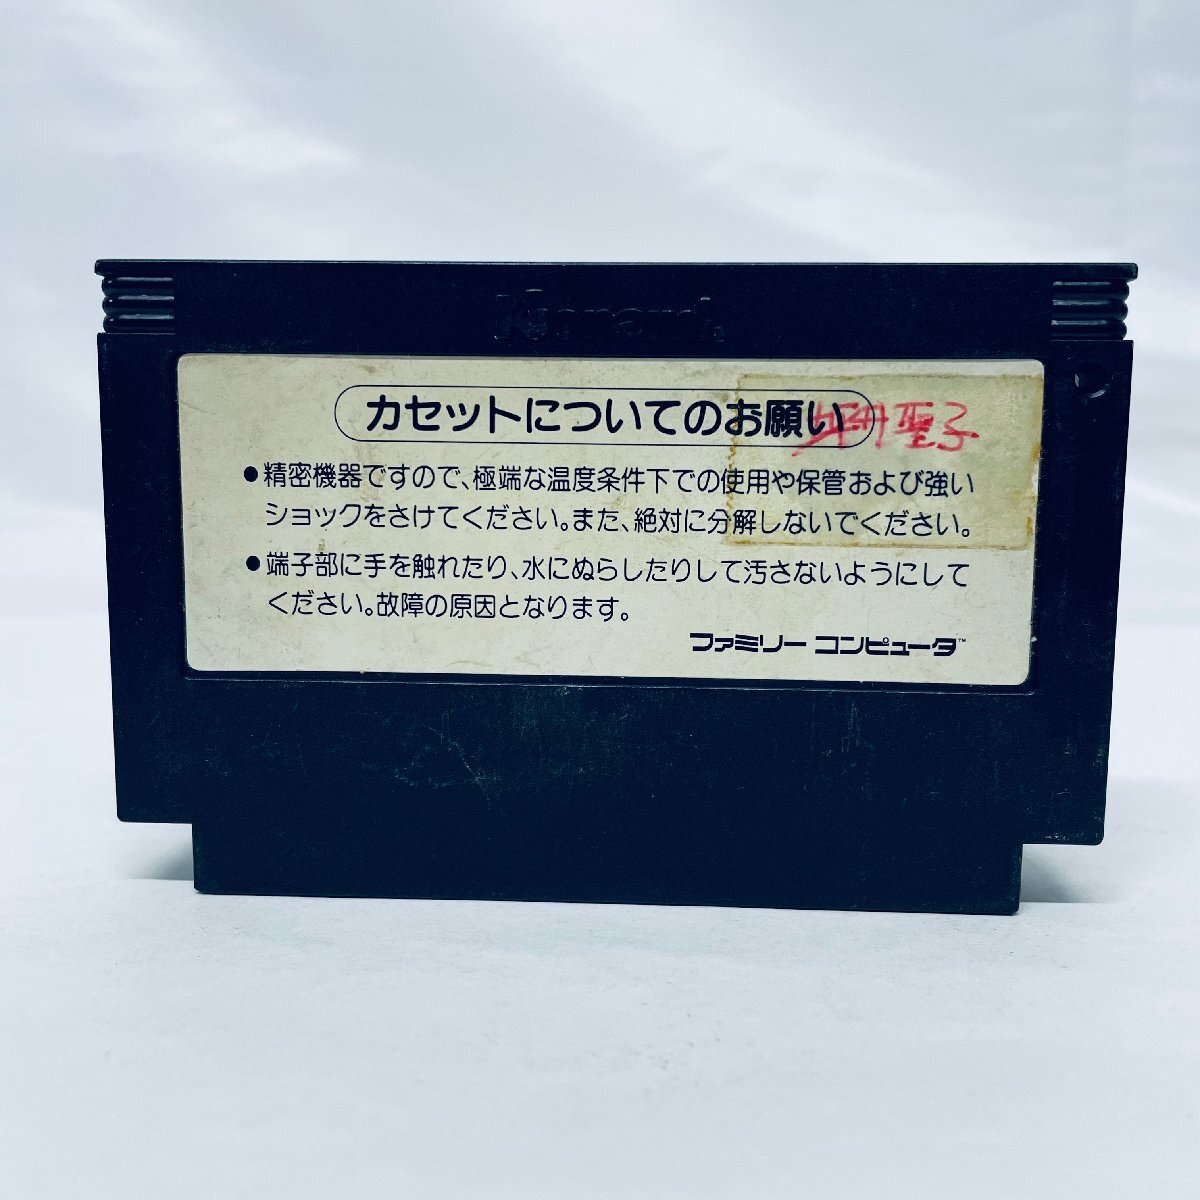 Konami
カセットについてのお願い
聖子
●精密機器ですので、極端な温度条件下での使用や保管および強い
ショックをさけてください。また、絶対に分解しないでください。
●端子部に手を触れたり、水にぬらしたりして汚さないようにして
ください。故障の原因となります。
ファミリー コンピュータ™